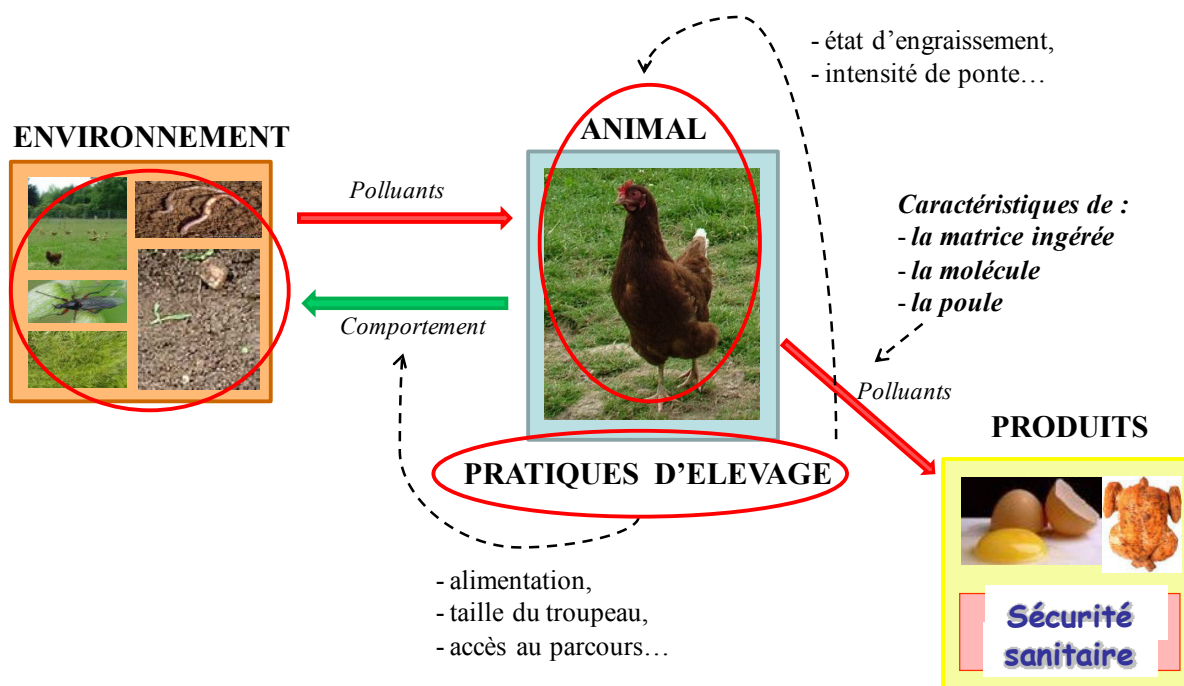 - état d'engraissement,
- intensité de ponte…
ENVIRONNEMENT
ANIMAL
Polluants
Comportement
Caractéristiques de :
- la matrice ingérée
- la molécule
- la poule
Polluants
PRODUITS
PRATIQUES D'ELEVAGE
- alimentation,
- taille du troupeau,
- accès au parcours…
Sécurité
sanitaire